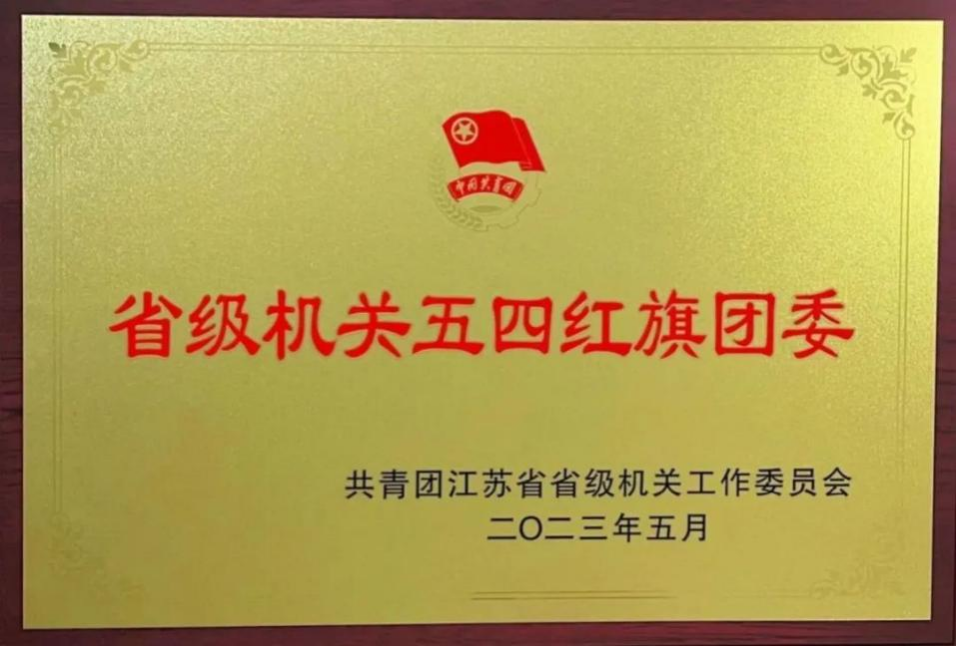 中国共青团
省级机关五四红旗团委
共青团江苏省省级机关工作委员会
二〇二三年五月